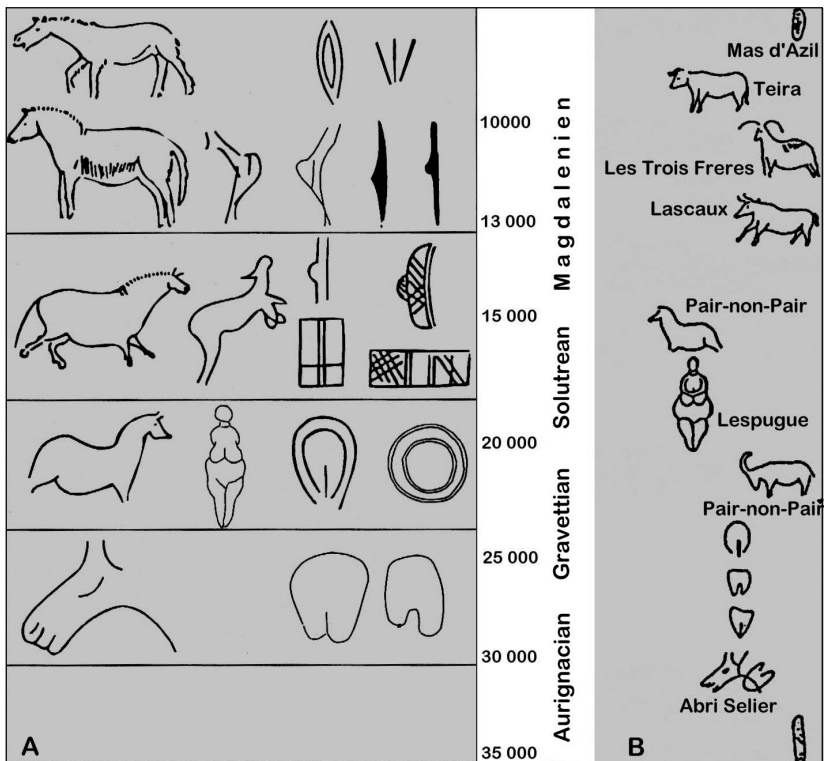 Mas d'Azil
Teira
10000
Les Trois Freres
13 000
Lascaux
Magdalenien
15 000
Pair-non-Pair
Solutrean
20 000
Lespugue
Pair-non-Pair
Gravettian
25 000
30 000
Abri Selier
Aurignacian
A
B
35 000